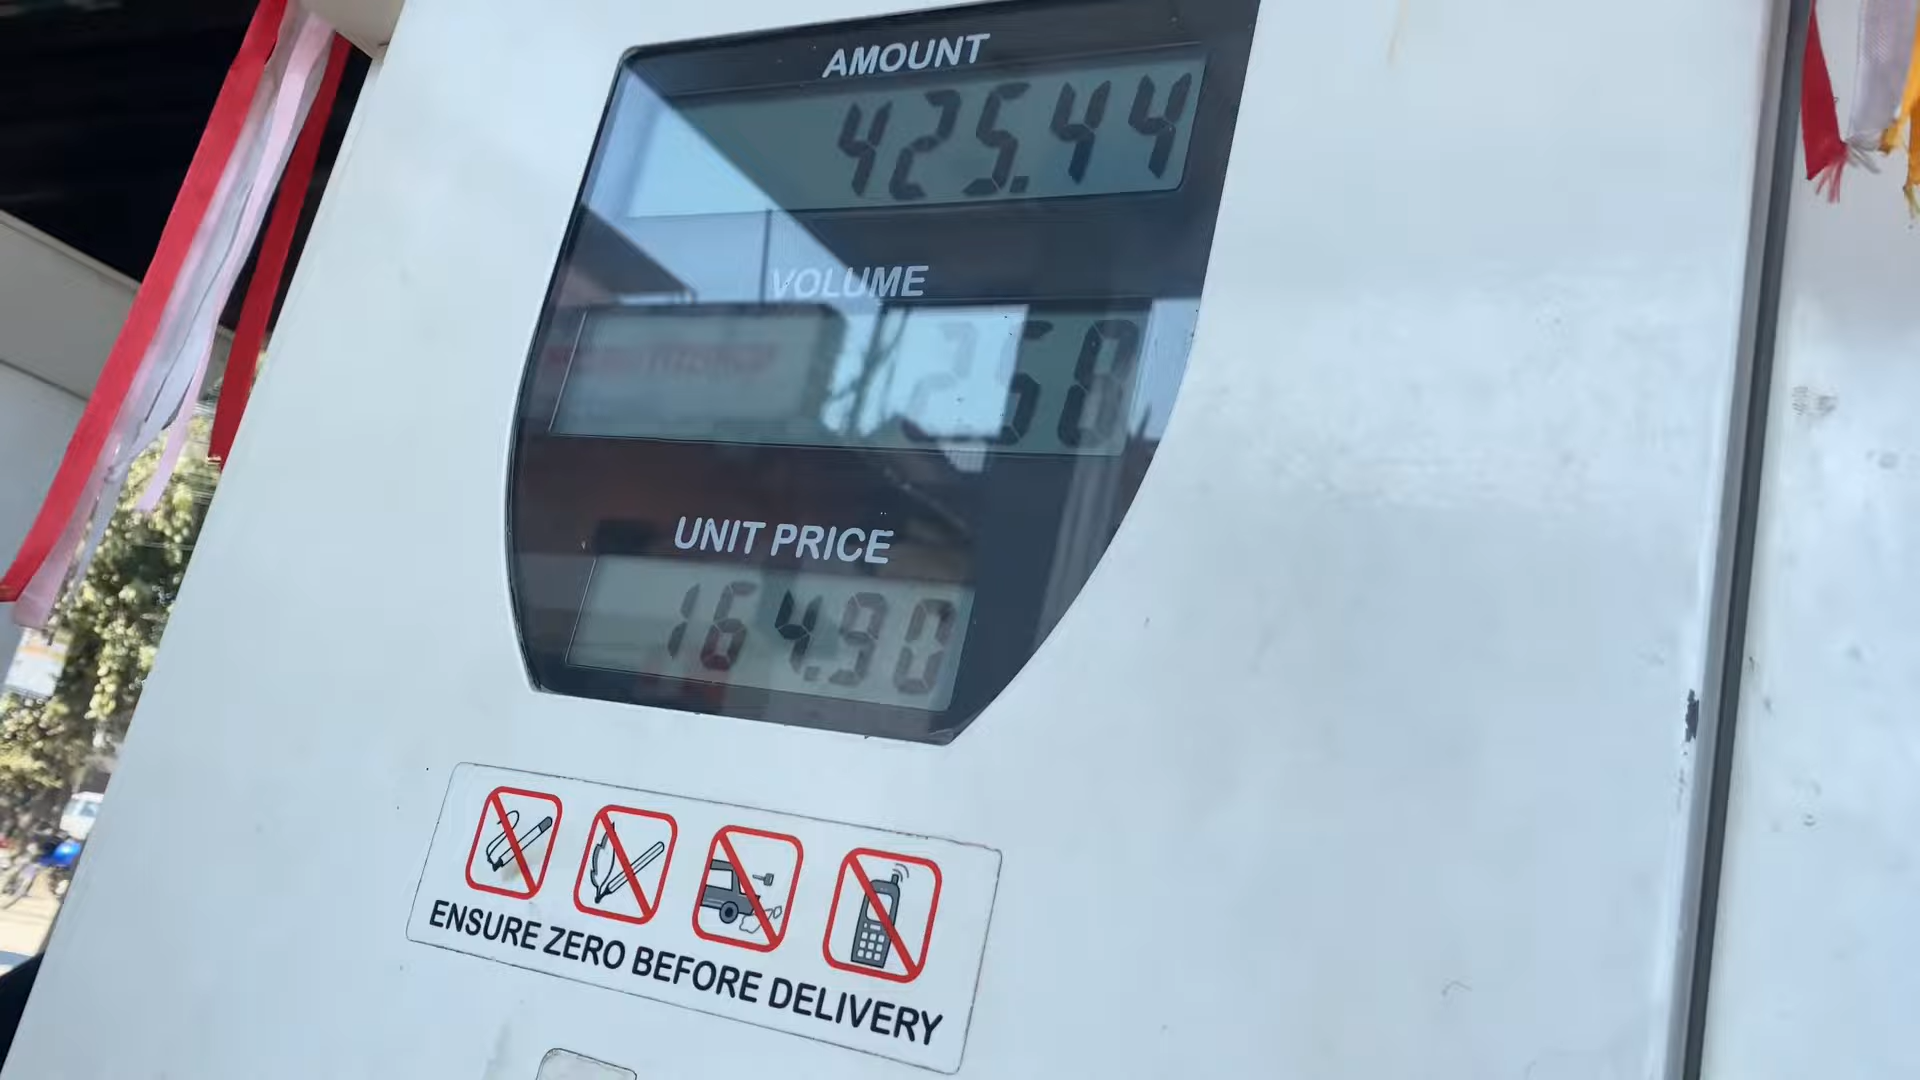 AMOUNT
425.44
VOLUME
2.58
UNIT PRICE
164.90
ENSURE ZERO BEFORE DELIVERY